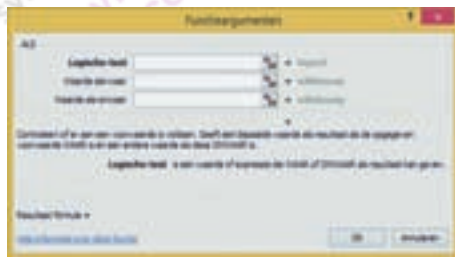 Functieargumenten
ALS
Logische-test =
Waarde-als-waar =
Waarde-als-onwaar =
=
Controleert of er aan een voorwaarde is voldaan. Geeft een bepaalde waarde als resultaat als de opgegeven
voorwaarde WAAR is en een andere waarde als deze ONWAAR is.
Logische-test is een waarde of expressie die WAAR of ONWAAR als resultaat kan geven.
Resultaat formule =
Help-informatie over deze functie
OK Annuleren